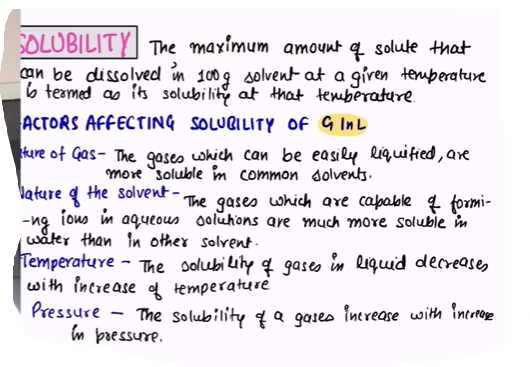 SOLUBILITY The maximum amount of solute that
can be dissolved in 100g solvent at a given temperature
is termed as its solubility at that temperature.
ACTORS AFFECTING SOLUBILITY OF G In L
ture of Gas- The gases which can be easily liquified, are
more soluble in common solvents.
Nature of the solvent- The gases which are capable of formi-
-ng ions in aqueous solutions are much more soluble in
water than in other solvent.
Temperature - The solubility of gases in liquid decreases
with increase of temperature
Pressure - The solubility of a gases increase with increase
in pressure.